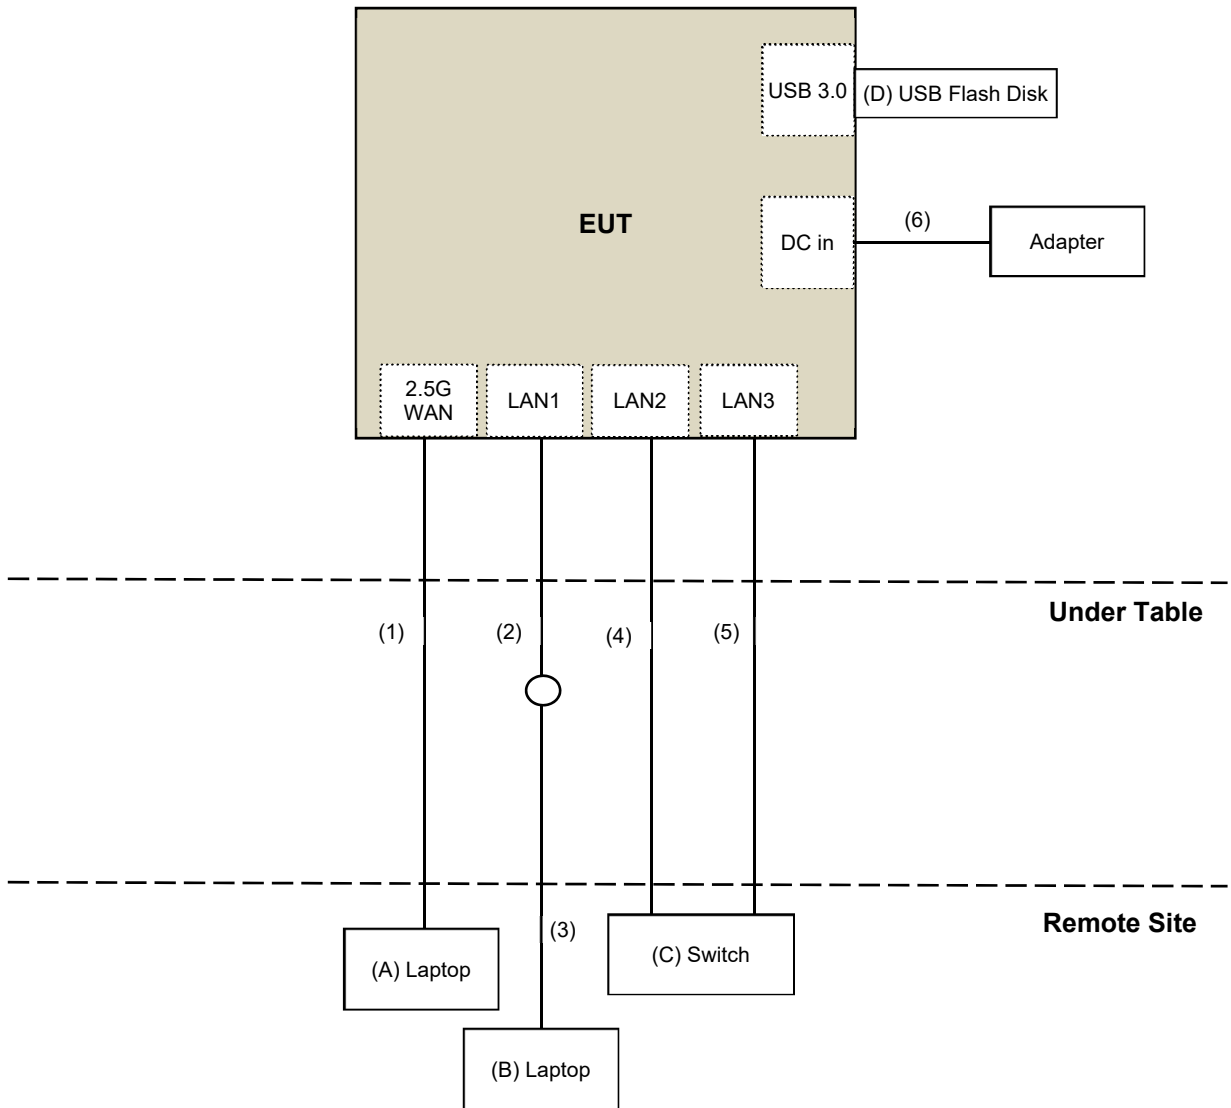 USB 3.0
(D) USB Flash Disk
EUT
(6)
DC in
Adapter
2.5G
WAN
LAN1
LAN2
LAN3
Under Table
(1)
(2)
(4)
(5)
Remote Site
(3)
(A) Laptop
(C) Switch
(B) Laptop